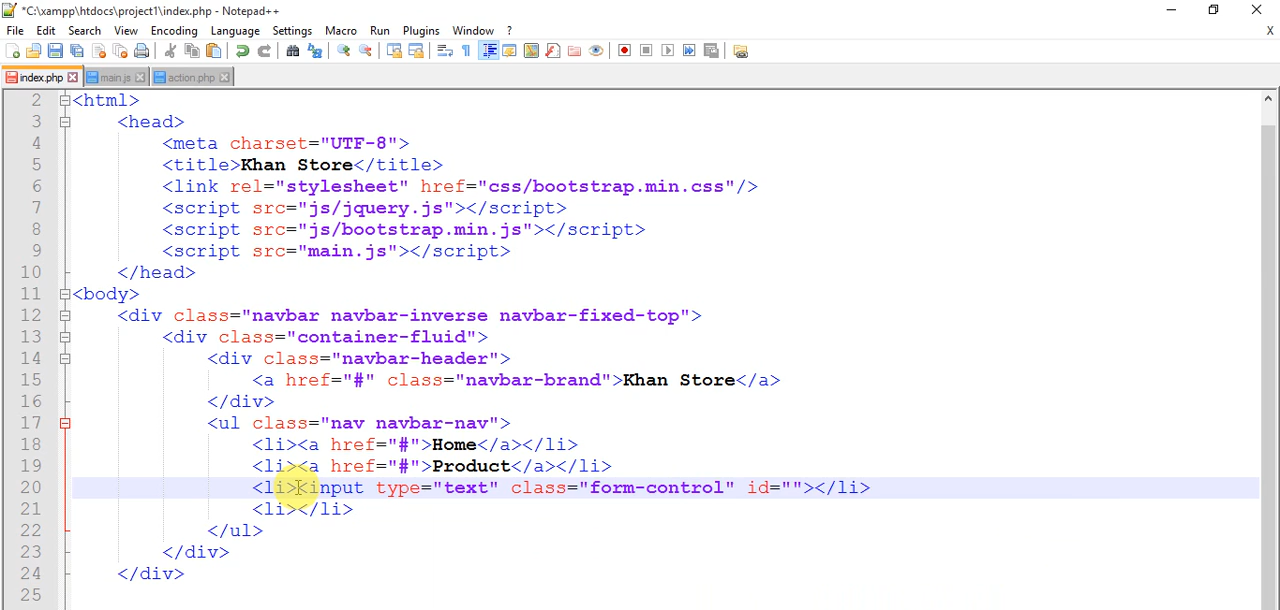 *C:\xampp\htdocs\project1\index.php - Notepad++
File Edit Search View Encoding Language Settings Macro Run Plugins Window ? X
index.php main.js action.php
2 <html>
3 <head>
4 <meta charset="UTF-8">
5 <title>Khan Store</title>
6 <link rel="stylesheet" href="css/bootstrap.min.css"/>
7 <script src="js/jquery.js"></script>
8 <script src="js/bootstrap.min.js"></script>
9 <script src="main.js"></script>
10 </head>
11 <body>
12 <div class="navbar navbar-inverse navbar-fixed-top">
13 <div class="container-fluid">
14 <div class="navbar-header">
15 <a href="#" class="navbar-brand">Khan Store</a>
16 </div>
17 <ul class="nav navbar-nav">
18 <li><a href="#">Home</a></li>
19 <li><a href="#">Product</a></li>
20 <li><input type="text" class="form-control" id=""></li>
21 <li></li>
22 </ul>
23 </div>
24 </div>
25